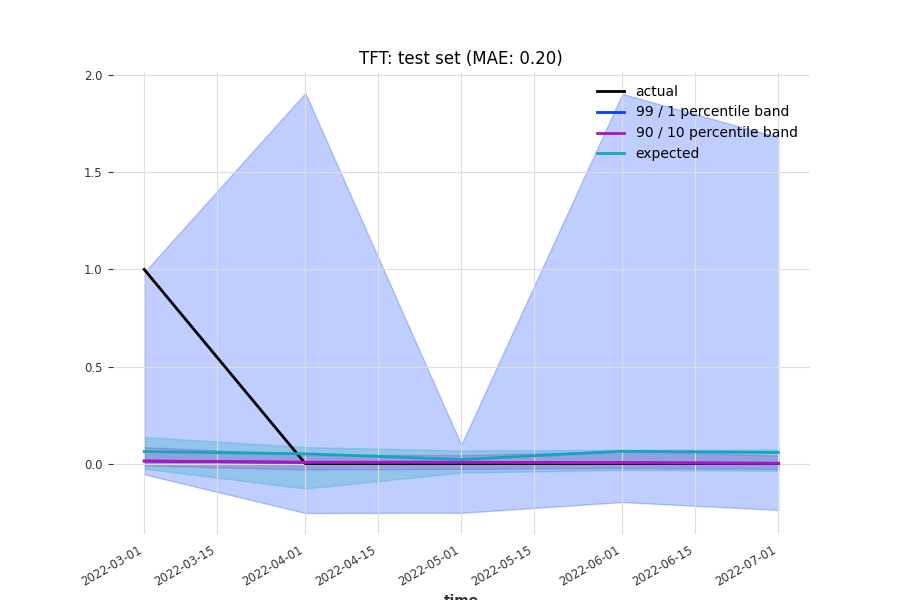 TFT: test set (MAE: 0.20)
2.0
1.5
1.0
0.5
0.0
actual
99 / 1 percentile band
90 / 10 percentile band
expected
2022-03-01
2022-03-15
2022-04-01
2022-04-15
2022-05-01
2022-05-15
2022-06-01
2022-06-15
2022-07-01
time